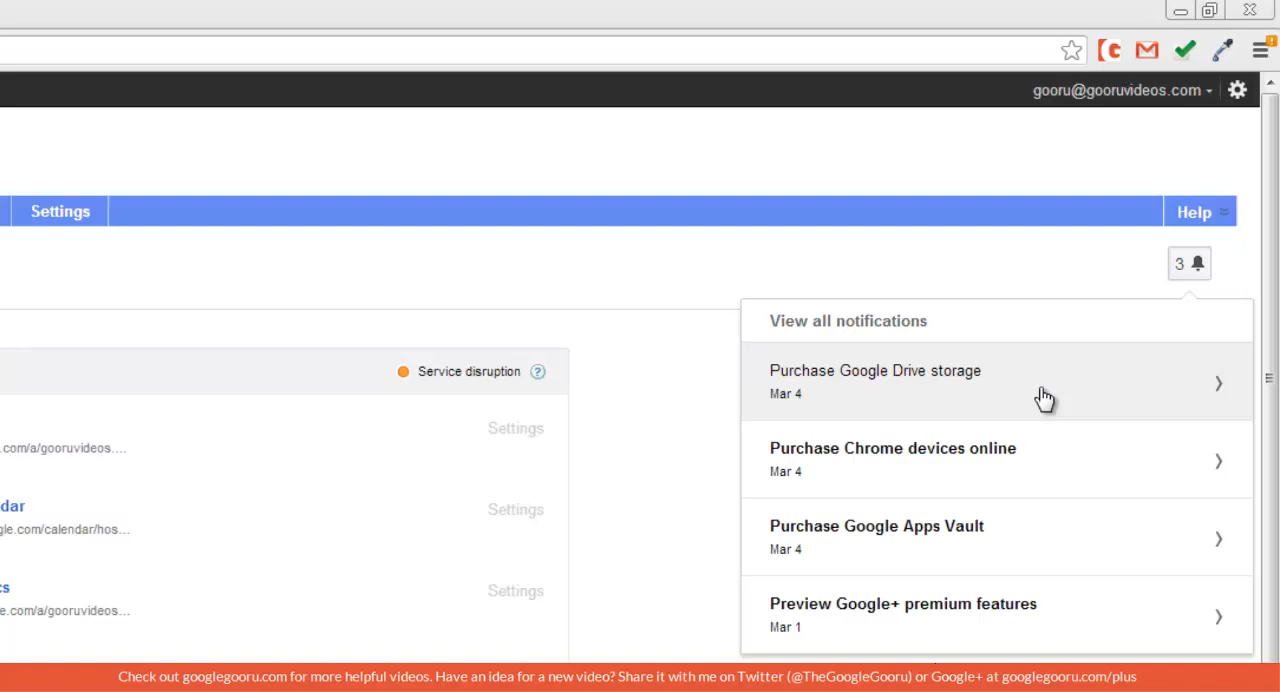 gooru@gooruvideos.com
Settings
Help
3
View all notifications
Purchase Google Drive storage
Mar 4
Purchase Chrome devices online
Mar 4
Purchase Google Apps Vault
Mar 4
Preview Google+ premium features
Mar 1
Service disruption ?
Settings
.com/a/gooruvideos....
dar
Settings
gle.com/calendar/hos...
cs
Settings
e.com/a/gooruvideos...
Check out googlegooru.com for more helpful videos. Have an idea for a new video? Share it with me on Twitter (@TheGoogleGooru) or Google+ at googlegooru.com/plus